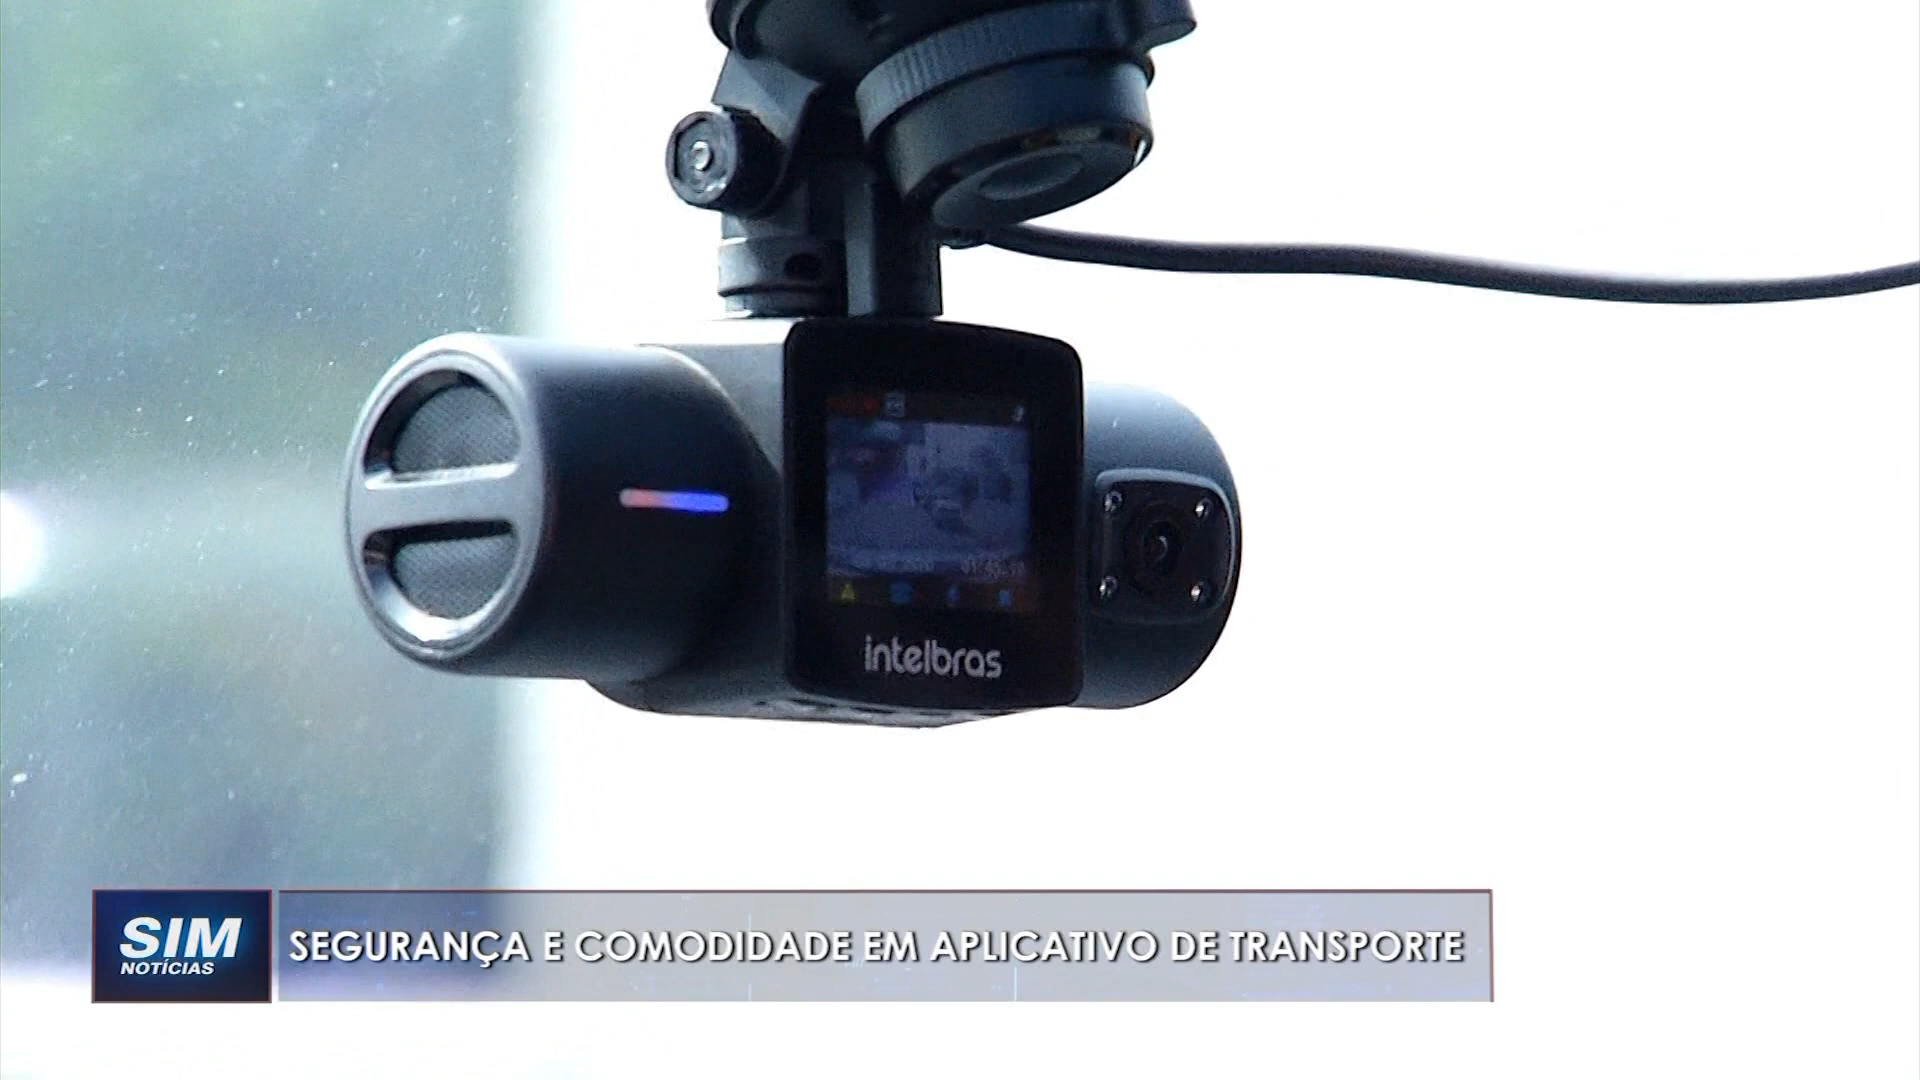 intelbras
SIM
NOTÍCIAS
SEGURANÇA E COMODIDADE EM APLICATIVO DE TRANSPORTE